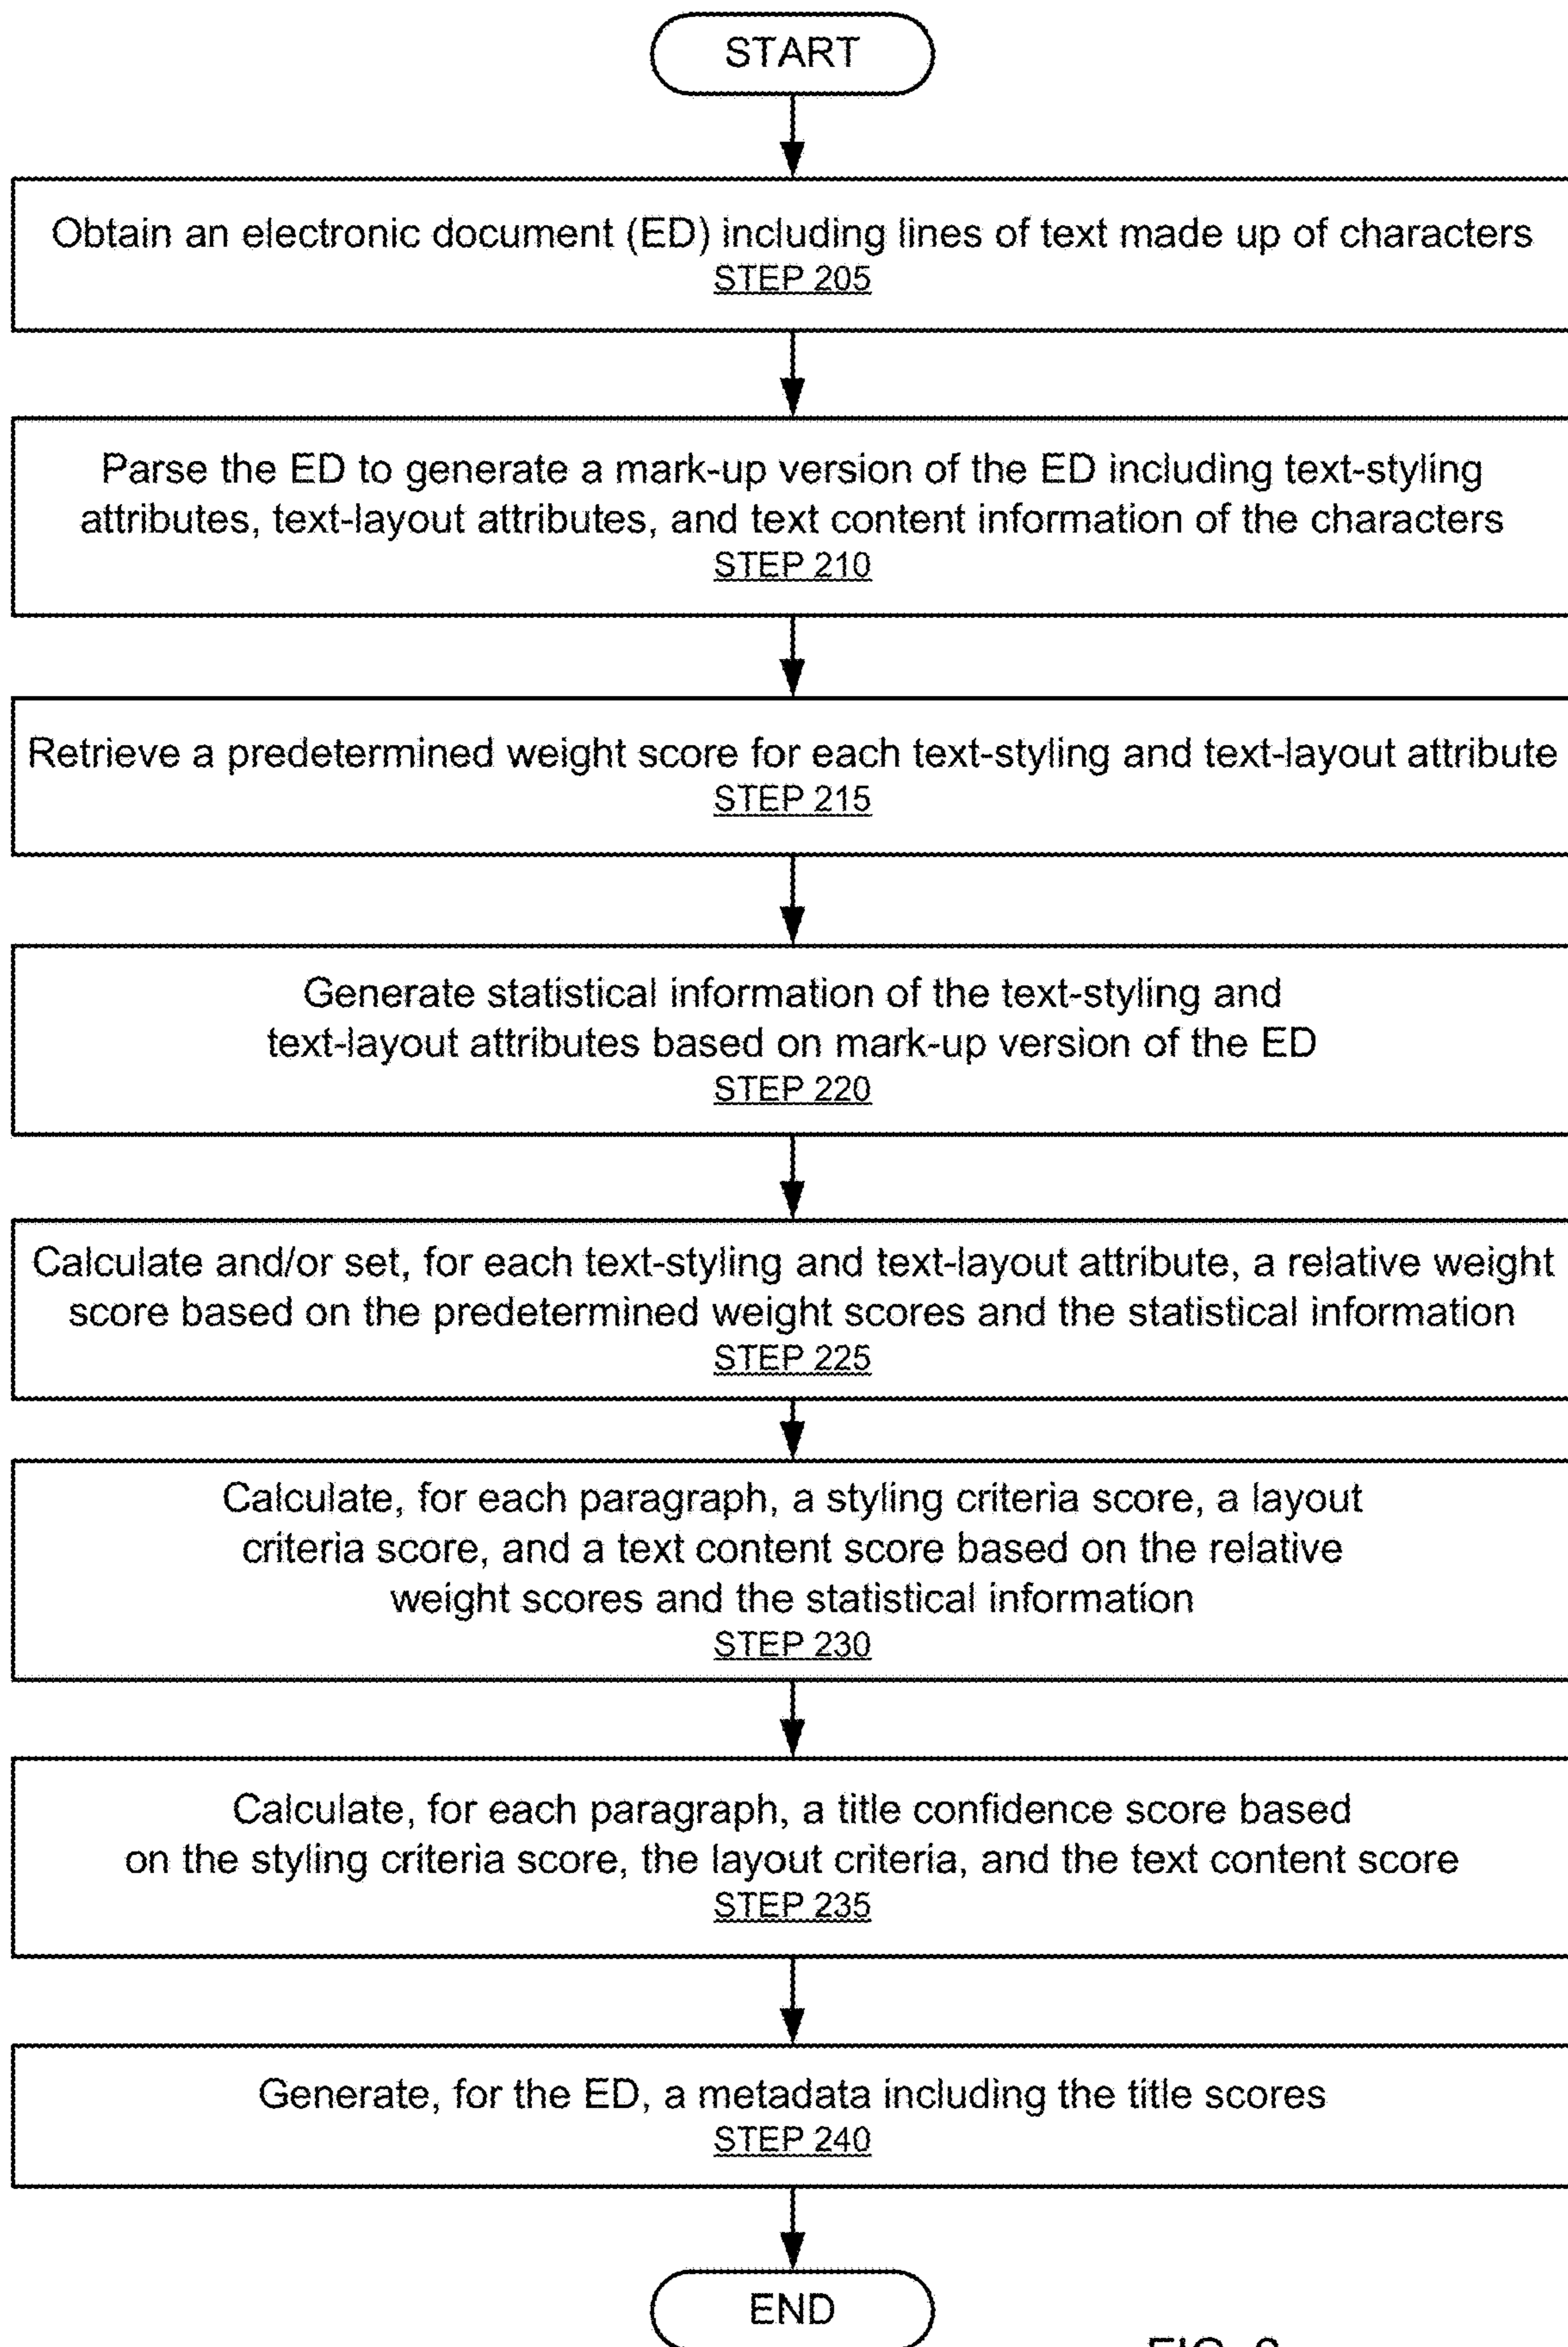 START
Obtain an electronic document (ED) including lines of text made up of characters
STEP 205
Parse the ED to generate a mark-up version of the ED including text-styling
attributes, text-layout attributes, and text content information of the characters
STEP 210
Retrieve a predetermined weight score for each text-styling and text-layout attribute
STEP 215
Generate statistical information of the text-styling and
text-layout attributes based on mark-up version of the ED
STEP 220
Calculate and/or set, for each text-styling and text-layout attribute, a relative weight
score based on the predetermined weight scores and the statistical information
STEP 225
Calculate, for each paragraph, a styling criteria score, a layout
criteria score, and a text content score based on the relative
weight scores and the statistical information
STEP 230
Calculate, for each paragraph, a title confidence score based
on the styling criteria score, the layout criteria, and the text content score
STEP 235
Generate, for the ED, a metadata including the title scores
STEP 240
END
FIG.